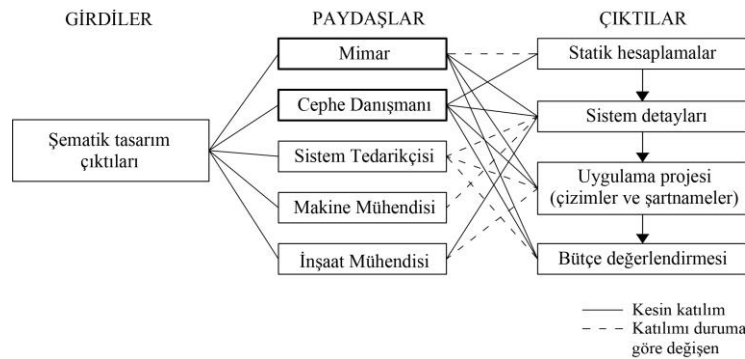 GİRDİLER
PAYDAŞLAR
ÇIKTILAR
Şematik tasarım
çıktıları
Mimar
Cephe Danışmanı
Sistem Tedarikçisi
Makine Mühendisi
İnşaat Mühendisi
Statik hesaplamalar
Sistem detayları
Uygulama projesi
(çizimler ve şartnameler)
Bütçe değerlendirmesi
Kesin katılım
Katılımı duruma
göre değişen